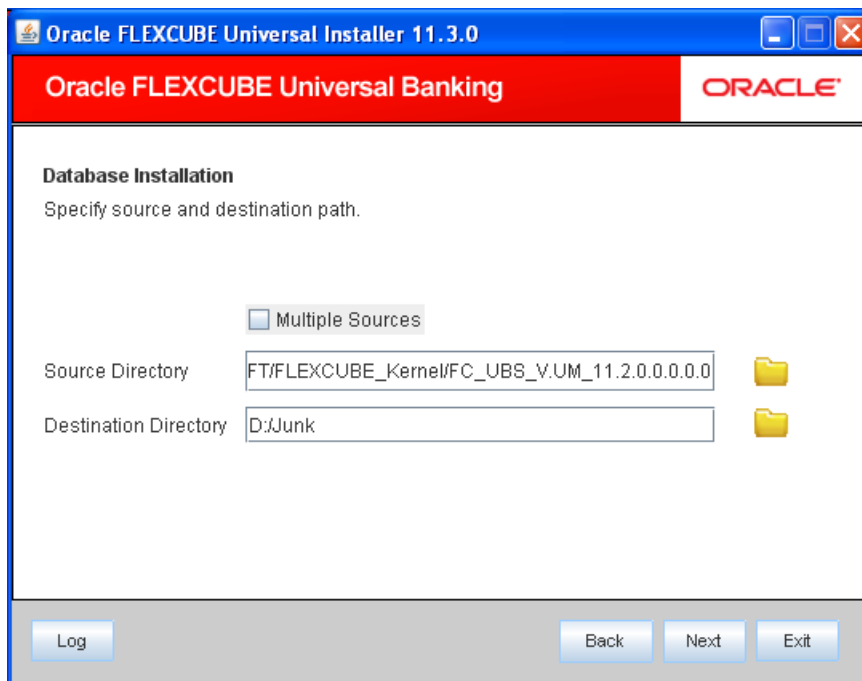 Oracle FLEXCUBE Universal Installer 11.3.0
Oracle FLEXCUBE Universal Banking
ORACLE
Database Installation
Specify source and destination path.
Multiple Sources
Source Directory FT/FLEXCUBE_Kernel/FC_UBS_V.UM_11.2.0.0.0.0.0
Destination Directory D:/Junk
Log Back Next Exit